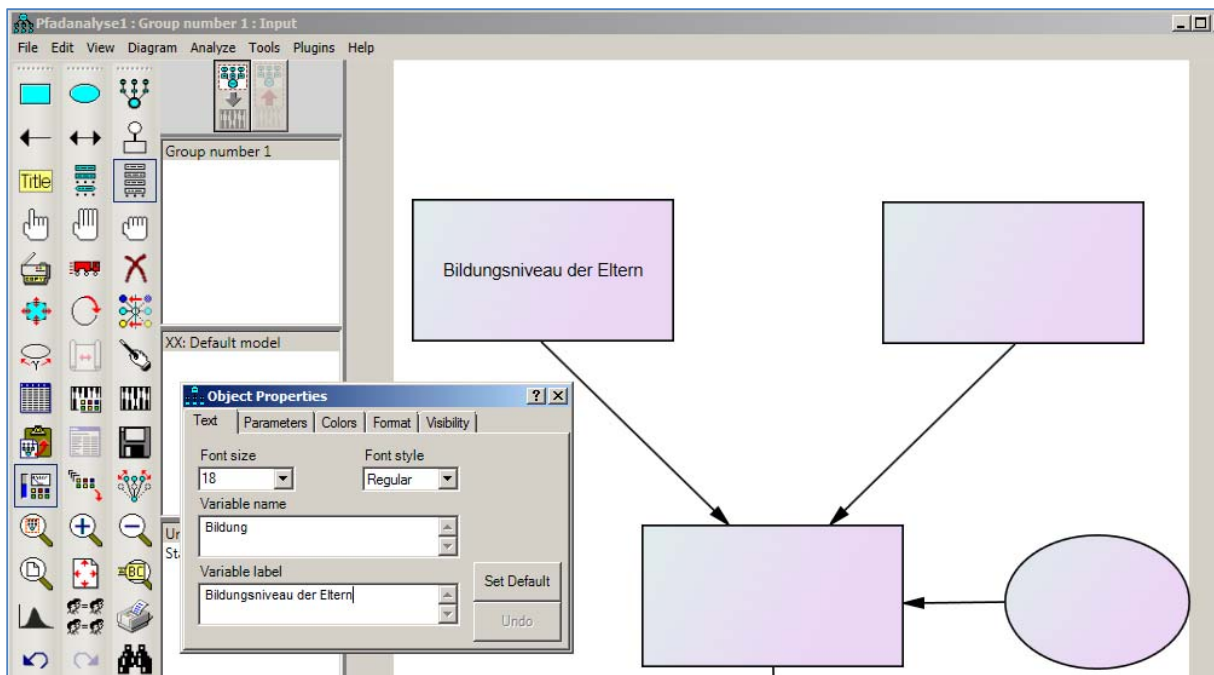 Pfadanalyse1 : Group number 1 : Input
File Edit View Diagram Analyze Tools Plugins Help
Title
Group number 1
XX: Default model
Bildungsniveau der Eltern
Object Properties
Text Parameters Colors Format Visibility
Font size Font style
18 Regular
Variable name
Bildung
Variable label
Bildungsniveau der Eltern
Set Default
Undo